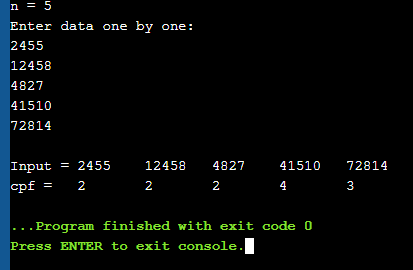 n = 5
Enter data one by one:
2455
12458
4827
41510
72814
Input = 2455 12458 4827 41510 72814
cpf = 2 2 2 4 3
...Program finished with exit code 0
Press ENTER to exit console.